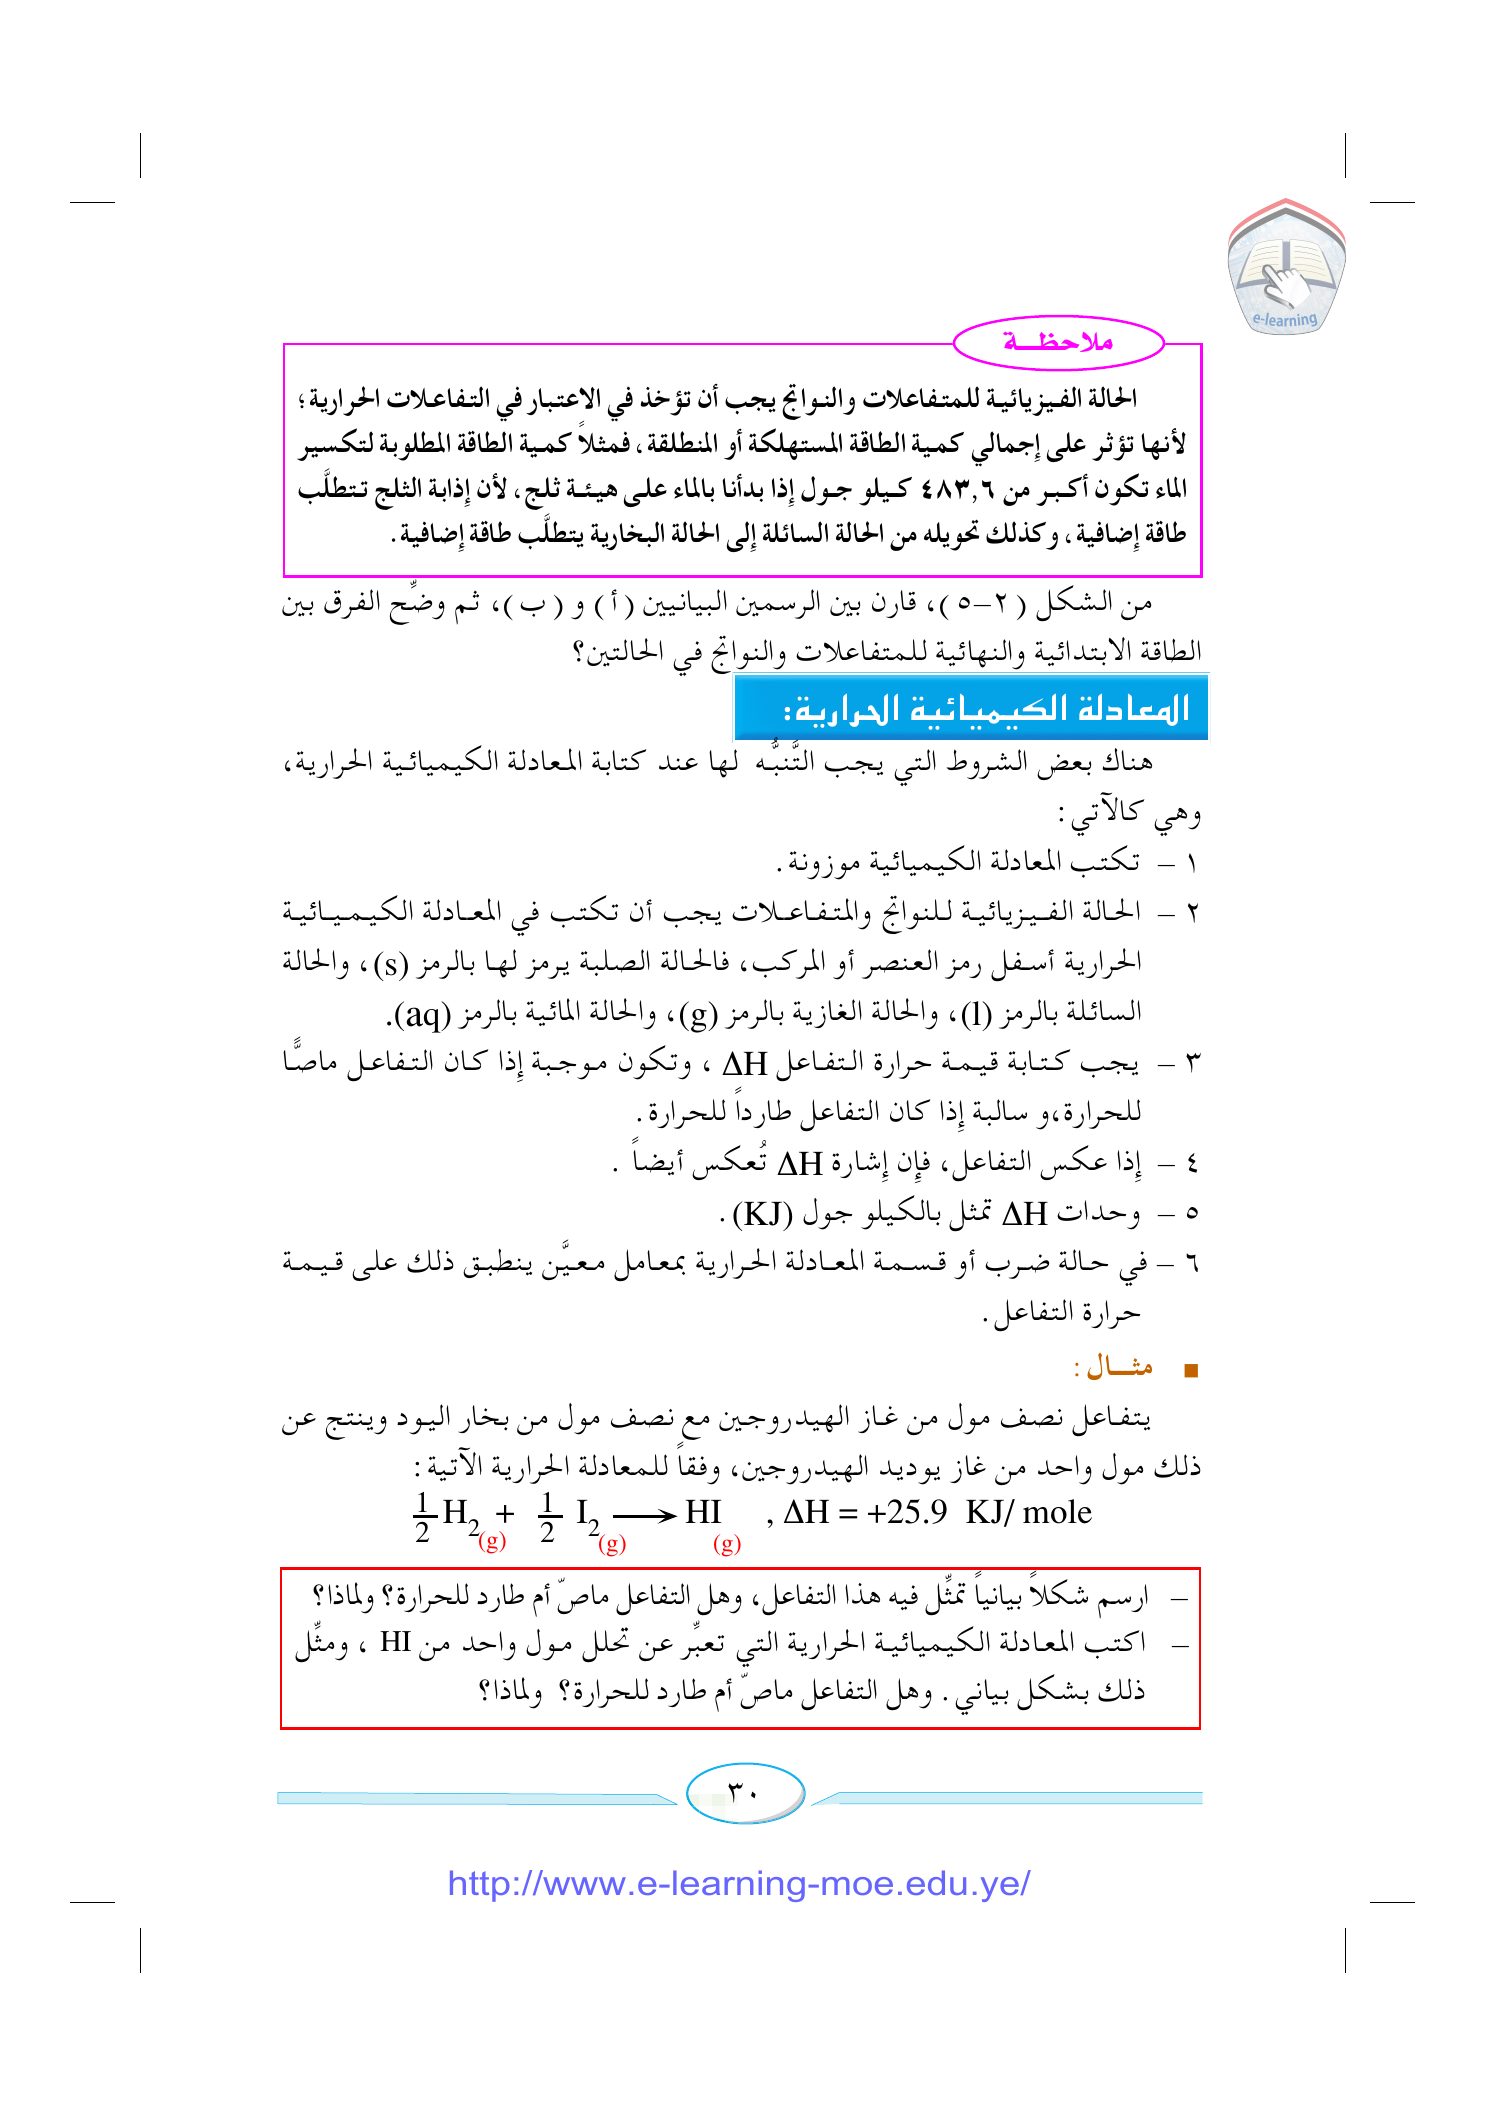 e-learning
ملاحظـــة
الحالة الفيزيائية للمتفاعلات والنواتج يجب أن تؤخذ في الاعتبار في التفاعلات الحرارية؛
لأنها تؤثر على إجمالي كمية الطاقة المستهلكة أو المنطلقة، فمثلاً كمية الطاقة المطلوبة لتكسير
الماء تكون أكبر من ٤٨٣,٦ كيلو جول إذا بدأنا بالماء على هيئة ثلج، لأن إذابة الثلج تتطلَّب
طاقة إضافية، وكذلك تحويله من الحالة السائلة إلى الحالة البخارية يتطلَّب طاقة إضافية.
من الشكل (٢–٥)، قارن بين الرسمين البيانيين (أ) و (ب)، ثم وضِّح الفرق بين
الطاقة الابتدائية والنهائية للمتفاعلات والنواتج في الحالتين؟
المعادلة الكيميائية الحرارية:
هناك بعض الشروط التي يجب التَّنبُّه لها عند كتابة المعادلة الكيميائية الحرارية،
وهي كالآتي:
١ – تكتب المعادلة الكيميائية موزونة.
٢ – الحالة الفيزيائية للنواتج والمتفاعلات يجب أن تكتب في المعادلة الكيميائية
الحرارية أسفل رمز العنصر أو المركب، فالحالة الصلبة يرمز لها بالرمز (s)، والحالة
السائلة بالرمز (l)، والحالة الغازية بالرمز (g)، والحالة المائية بالرمز (aq).
٣ – يجب كتابة قيمة حرارة التفاعل ΔH ، وتكون موجبة إذا كان التفاعل ماصًّا
للحرارة،و سالبة إذا كان التفاعل طارداً للحرارة.
٤ – إذا عكس التفاعل، فإن إشارة ΔH تُعكس أيضاً .
٥ – وحدات ΔH تمثل بالكيلو جول (KJ).
٦ – في حالة ضرب أو قسمة المعادلة الحرارية بمعامل معيَّن ينطبق ذلك على قيمة
حرارة التفاعل.
■ مثـــال :
يتفاعل نصف مول من غاز الهيدروجين مع نصف مول من بخار اليود وينتج عن
ذلك مول واحد من غاز يوديد الهيدروجين، وفقاً للمعادلة الحرارية الآتية:
1/2 H2(g) + 1/2 I2(g) ⟶ HI(g) , ΔH = +25.9 KJ/ mole
– ارسم شكلاً بيانياً تمثِّل فيه هذا التفاعل، وهل التفاعل ماصّ أم طارد للحرارة؟ ولماذا؟
– اكتب المعادلة الكيميائية الحرارية التي تعبِّر عن تحلل مول واحد من HI ، ومثِّل
ذلك بشكل بياني. وهل التفاعل ماصّ أم طارد للحرارة؟ ولماذا؟
٣٠
http://www.e-learning-moe.edu.ye/